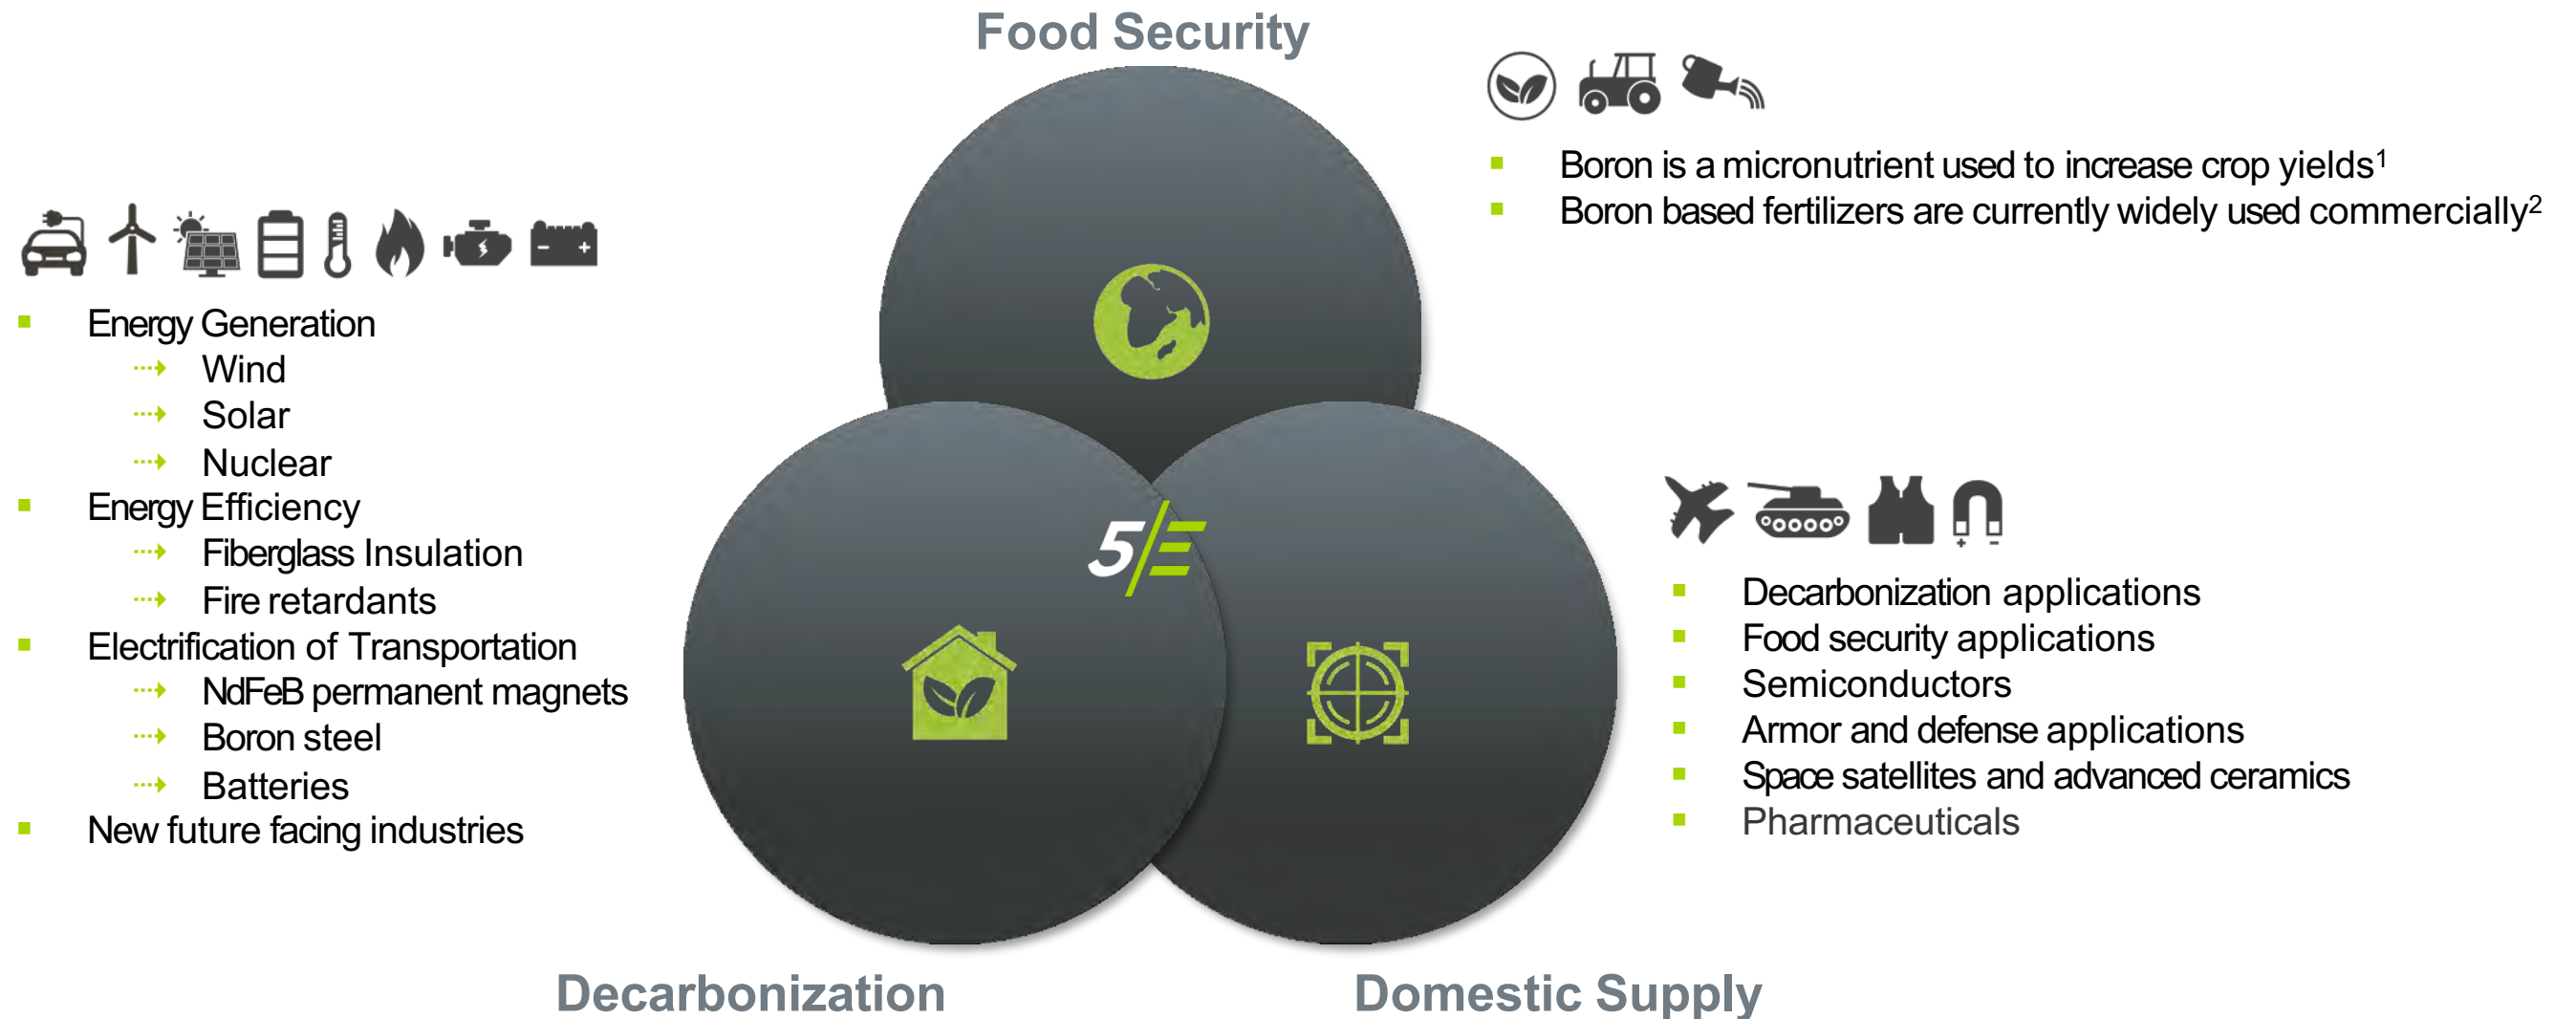 Food Security
Boron is a micronutrient used to increase crop yields¹
Boron based fertilizers are currently widely used commercially²
Energy Generation
Wind
Solar
Nuclear
Energy Efficiency
Fiberglass Insulation
Fire retardants
Electrification of Transportation
NdFeB permanent magnets
Boron steel
Batteries
New future facing industries
5/E
Decarbonization applications
Food security applications
Semiconductors
Armor and defense applications
Space satellites and advanced ceramics
Pharmaceuticals
Decarbonization
Domestic Supply